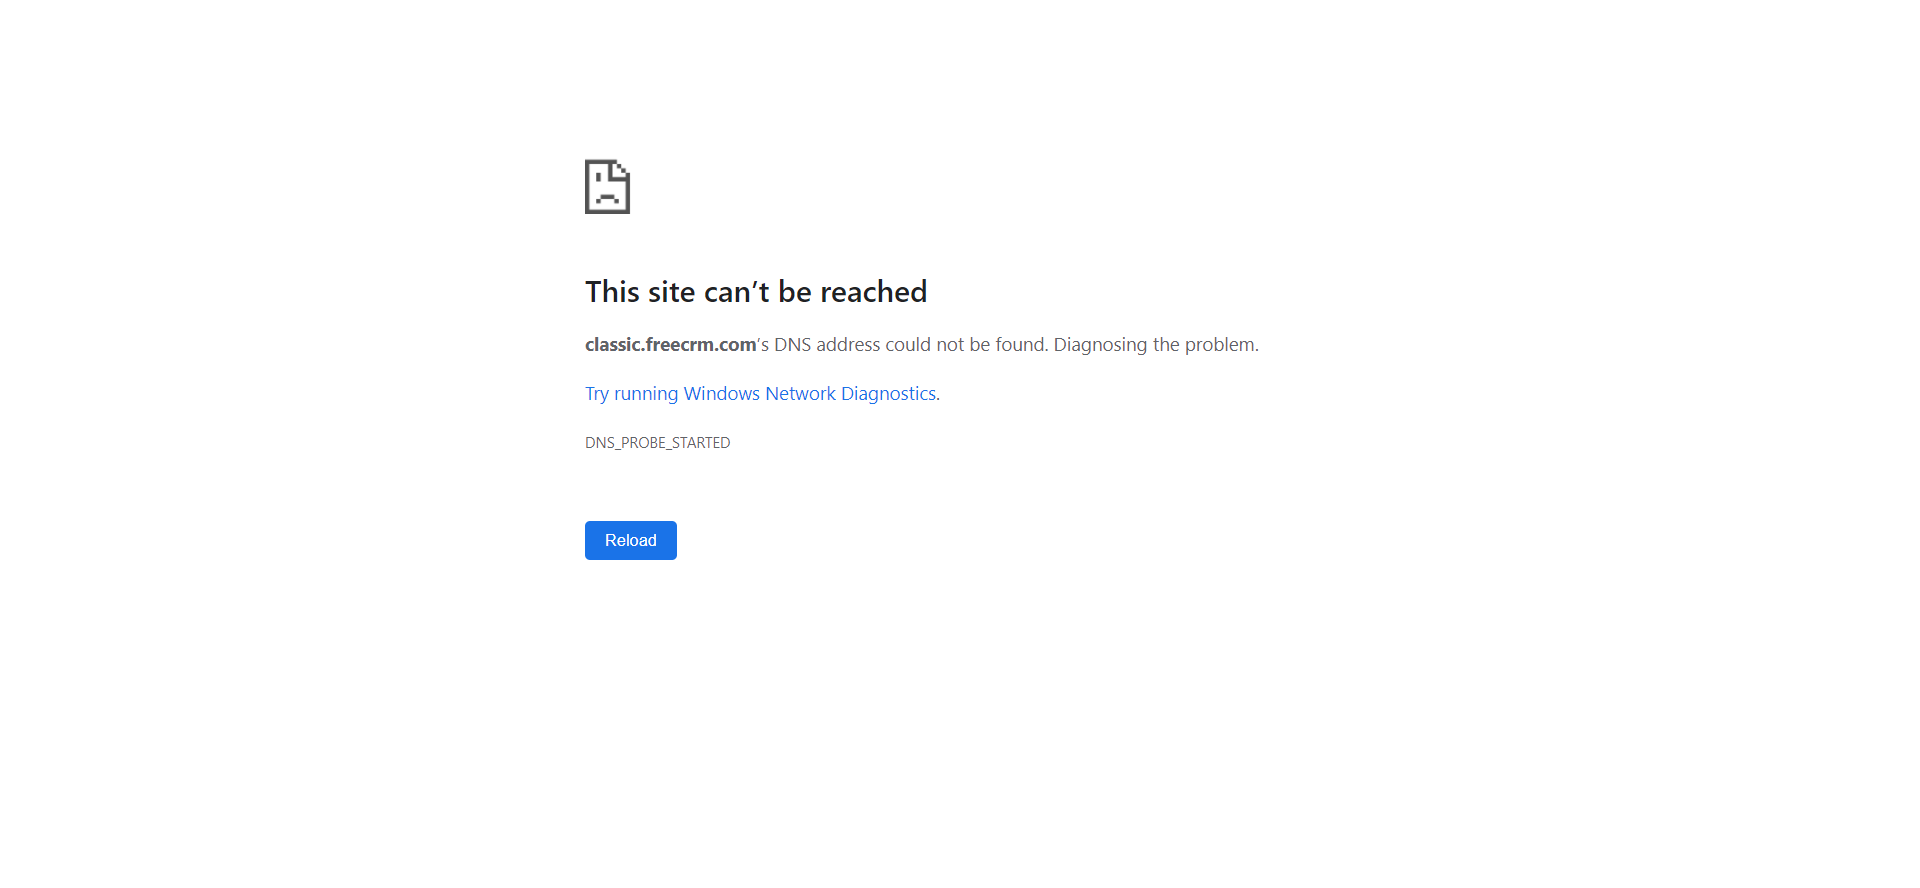 This site can’t be reached
classic.freecrm.com’s DNS address could not be found. Diagnosing the problem.
Try running Windows Network Diagnostics.
DNS_PROBE_STARTED
Reload